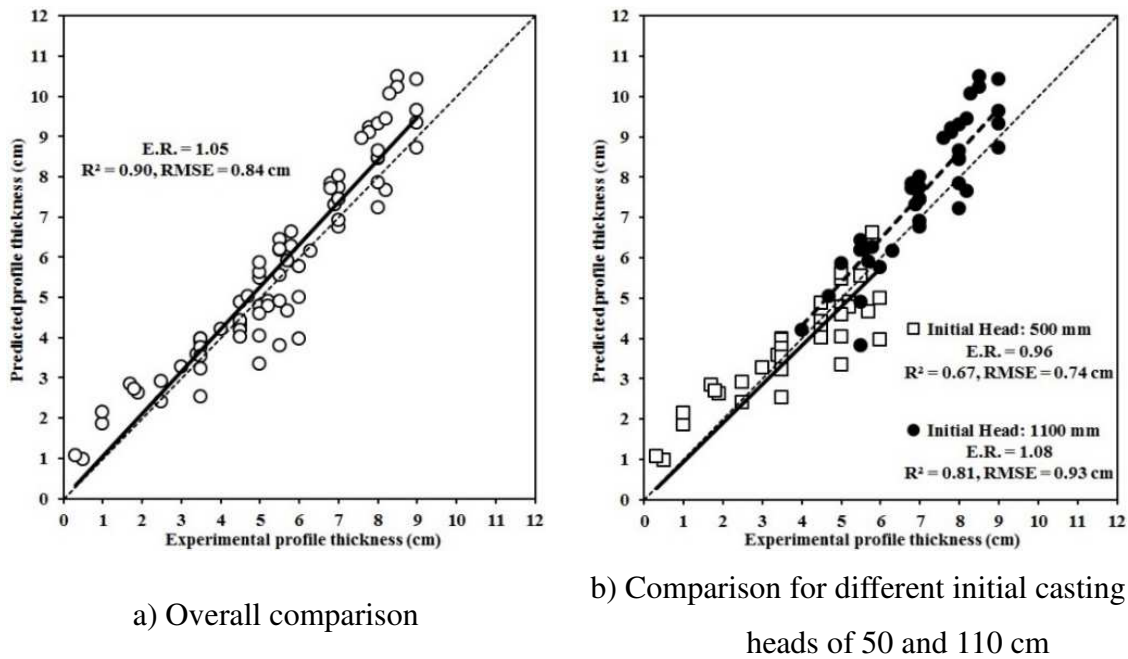 12
11
10
9
8
7
6
5
4
3
2
1
0
Predicted profile thickness (cm)
E.R. = 1.05
R² = 0.90, RMSE = 0.84 cm
0 1 2 3 4 5 6 7 8 9 10 11 12
Experimental profile thickness (cm)
a) Overall comparison
12
11
10
9
8
7
6
5
4
3
2
1
0
Predicted profile thickness (cm)
Initial Head: 500 mm
E.R. = 0.96
R² = 0.67, RMSE = 0.74 cm
Initial Head: 1100 mm
E.R. = 1.08
R² = 0.81, RMSE = 0.93 cm
0 1 2 3 4 5 6 7 8 9 10 11 12
Experimental profile thickness (cm)
b) Comparison for different initial casting
heads of 50 and 110 cm